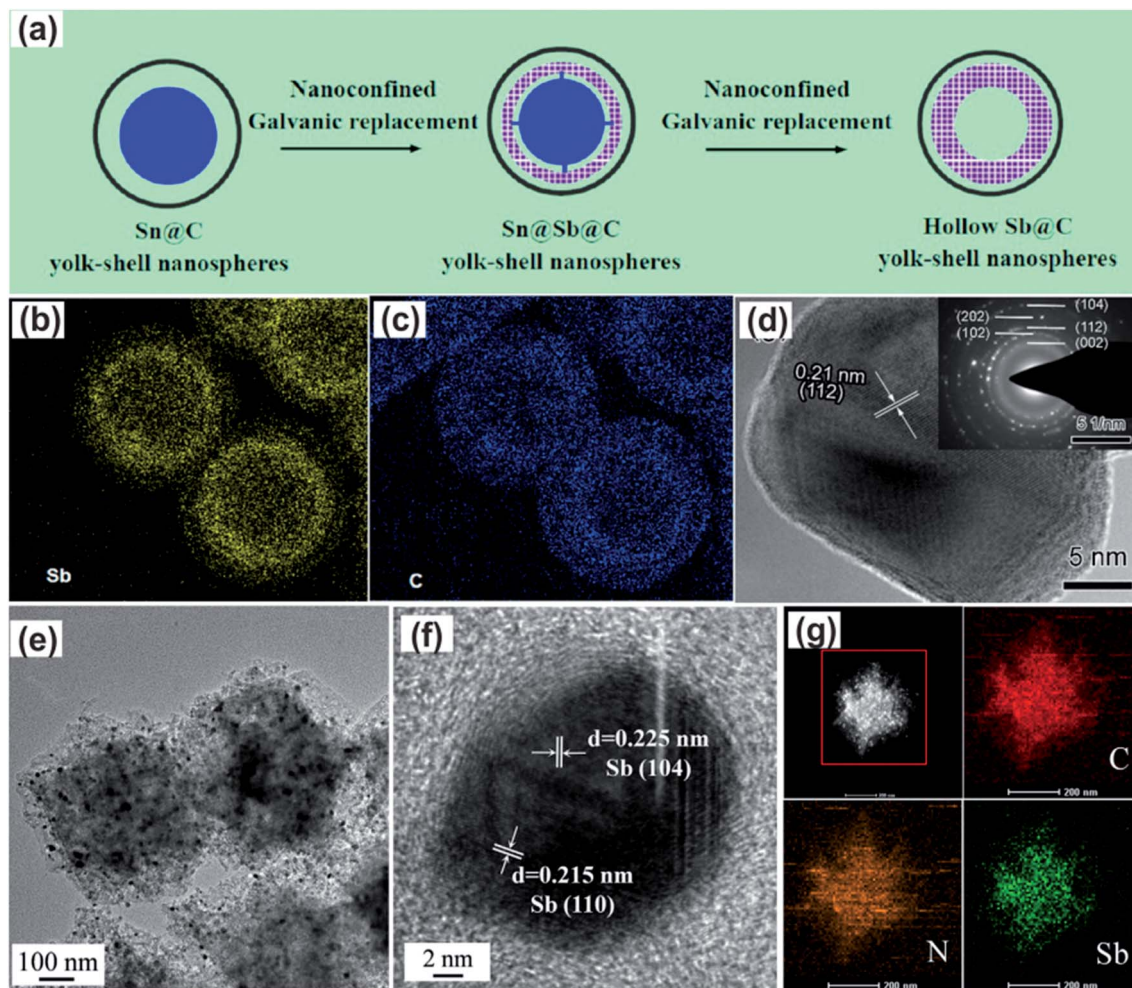 (a)
Nanoconfined
Galvanic replacement
Nanoconfined
Galvanic replacement
Sn@C
yolk-shell nanospheres
Sn@Sb@C
yolk-shell nanospheres
Hollow Sb@C
yolk-shell nanospheres
(b)
Sb
(c)
C
(d)
0.21 nm
(112)
(104)
(202)
(112)
(102)
(002)
5 1/nm
5 nm
(e)
100 nm
(f)
d=0.225 nm
Sb (104)
d=0.215 nm
Sb (110)
2 nm
(g)
C
200 nm
N
200 nm
Sb
200 nm